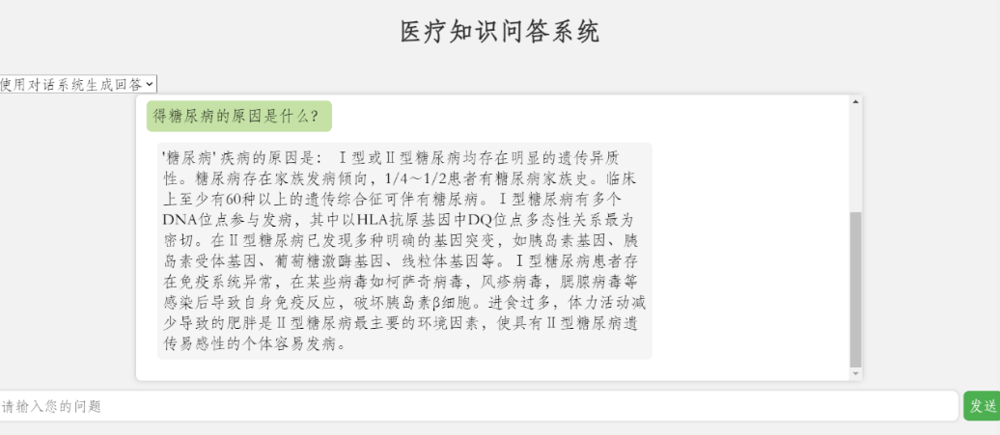 医疗知识问答系统
使用对话系统生成回答
得糖尿病的原因是什么?
'糖尿病' 疾病的原因是： Ⅰ型或Ⅱ型糖尿病均存在明显的遗传异质
性。糖尿病存在家族发病倾向，1/4～1/2患者有糖尿病家族史。临床
上至少有60种以上的遗传综合征可伴有糖尿病。Ⅰ型糖尿病有多个
DNA位点参与发病，其中以HLA抗原基因中DQ位点多态性关系最为
密切。在Ⅱ型糖尿病已发现多种明确的基因突变，如胰岛素基因、胰
岛素受体基因、葡萄糖激酶基因、线粒体基因等。Ⅰ型糖尿病患者存
在免疫系统异常，在某些病毒如柯萨奇病毒，风疹病毒，腮腺病毒等
感染后导致自身免疫反应，破坏胰岛素β细胞。进食过多，体力活动减
少导致的肥胖是Ⅱ型糖尿病最主要的环境因素，使具有Ⅱ型糖尿病遗
传易感性的个体容易发病。
请输入您的问题
发送